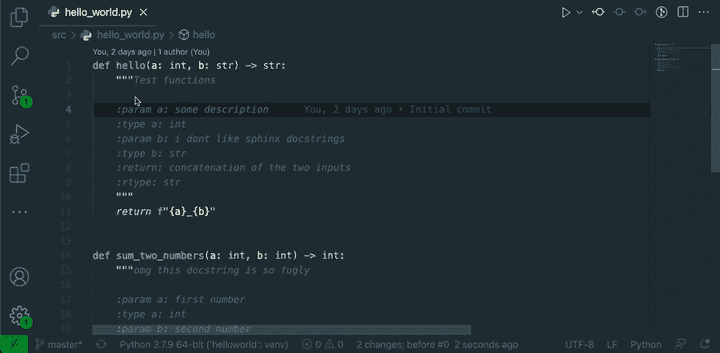 hello_world.py
src > hello_world.py > hello
You, 2 days ago | 1 author (You)
1 def hello(a: int, b: str) -> str:
2 """Test functions
3
4 :param a: some description You, 2 days ago • Initial commit
5 :type a: int
6 :param b: i dont like sphinx docstrings
7 :type b: str
8 :return: concatenation of the two inputs
9 :rtype: str
10 """
11 return f"{a}_{b}"
12
13
14 def sum_two_numbers(a: int, b: int) -> int:
15 """omg this docstring is so fugly
16
17 :param a: first number
18 :type a: int
19 :param b: second number
1
1
master* Python 3.7.9 64-bit ('helloworld': venv) 0 0 2 changes; before #0 2 seconds ago UTF-8 LF Python